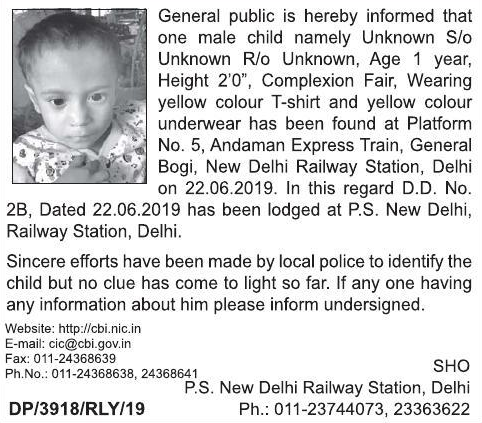 General public is hereby informed that
one male child namely Unknown S/o
Unknown R/o Unknown, Age 1 year,
Height 2'0", Complexion Fair, Wearing
yellow colour T-shirt and yellow colour
underwear has been found at Platform
No. 5, Andaman Express Train, General
Bogi, New Delhi Railway Station, Delhi
on 22.06.2019. In this regard D.D. No.
2B, Dated 22.06.2019 has been lodged at P.S. New Delhi,
Railway Station, Delhi.
Sincere efforts have been made by local police to identify the
child but no clue has come to light so far. If any one having
any information about him please inform undersigned.
Website: http://cbi.nic.in
E-mail: cic@cbi.gov.in
Fax: 011-24368639
Ph.No.: 011-24368638, 24368641
SHO
P.S. New Delhi Railway Station, Delhi
DP/3918/RLY/19
Ph.: 011-23744073, 23363622